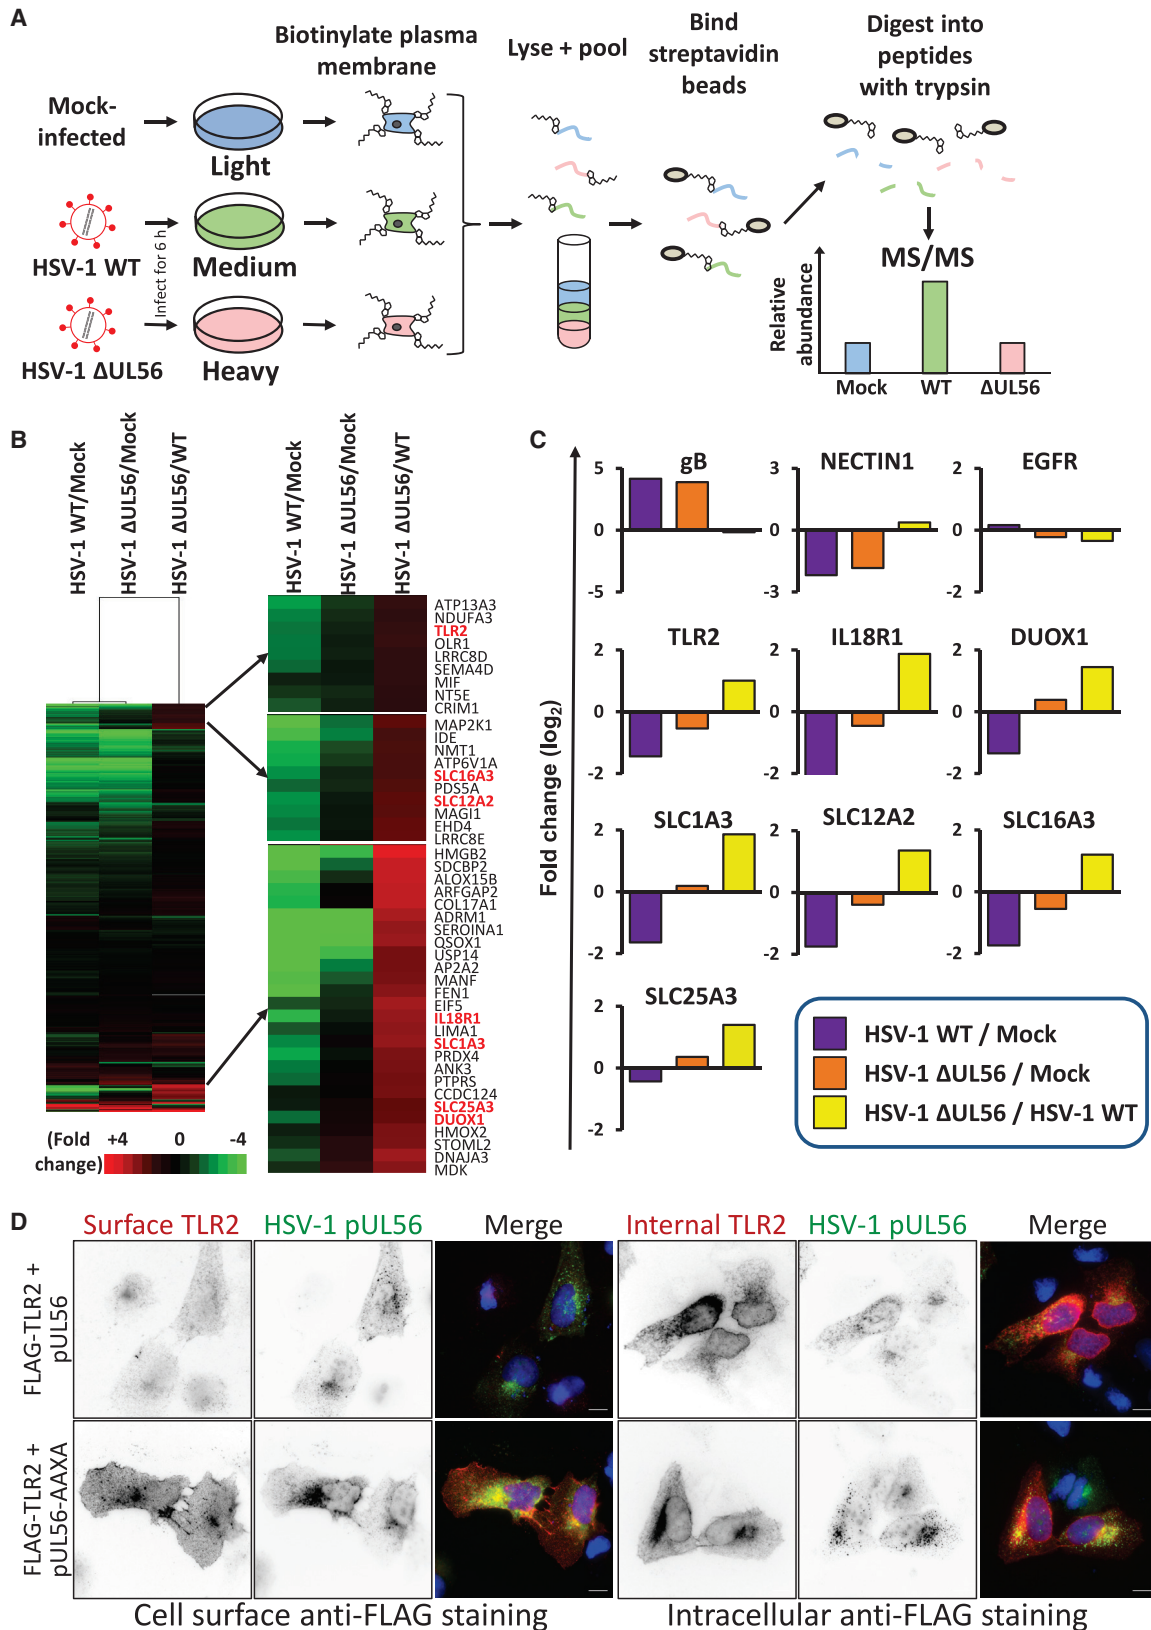 A
Mock-
infected
HSV-1 WT
HSV-1 ΔUL56
Infect for 6 h
Light
Medium
Heavy
Biotinylate plasma
membrane
Lyse + pool
Bind
streptavidin
beads
Digest into
peptides
with trypsin
MS/MS
Relative
abundance
Mock WT ΔUL56
B
HSV-1 WT/Mock
HSV-1 ΔUL56/Mock
HSV-1 ΔUL56/WT
HSV-1 WT/Mock
HSV-1 ΔUL56/Mock
HSV-1 ΔUL56/WT
ATP13A3
NDUFA3
TLR2
OLR1
LRRC8D
SEMA4D
MIF
NT5E
CRIM1
MAP2K1
IDE
NMT1
ATP6V1A
SLC16A3
PDS5A
SLC12A2
MAGI1
EHD4
LRRC8E
HMGB2
SDCBP2
ALOX15B
ARFGAP2
COL17A1
ADRM1
SEROINA1
QSOX1
USP14
AP2A2
MANF
FEN1
EIF5
IL18R1
LIMA1
SLC1A3
PRDX4
ANK3
PTPRS
CCDC124
SLC25A3
DUOX1
HMOX2
STOML2
DNAJA3
MDK
(Fold
change)
+4 0 -4
C
Fold change (log2)
gB
5
0
-5
NECTIN1
3
0
-3
EGFR
2
0
-2
TLR2
2
0
-2
IL18R1
2
0
-2
DUOX1
2
0
-2
SLC1A3
2
0
-2
SLC12A2
2
0
-2
SLC16A3
2
0
-2
SLC25A3
2
0
-2
HSV-1 WT / Mock
HSV-1 ΔUL56 / Mock
HSV-1 ΔUL56 / HSV-1 WT
D
Surface TLR2 HSV-1 pUL56 Merge Internal TLR2 HSV-1 pUL56 Merge
FLAG-TLR2 +
pUL56
FLAG-TLR2 +
pUL56-AAXA
Cell surface anti-FLAG staining
Intracellular anti-FLAG staining